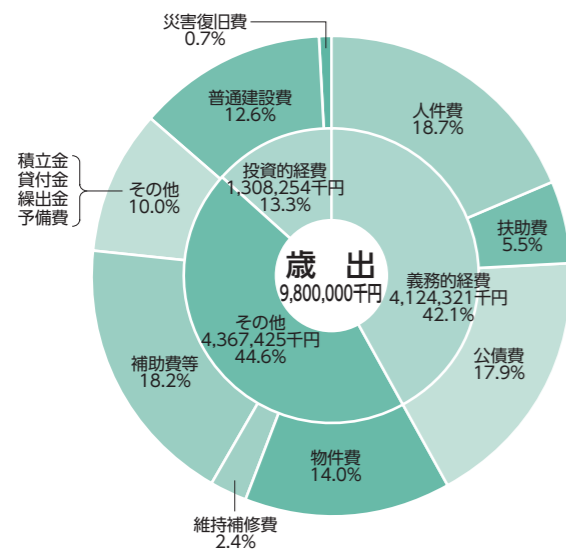 災害復旧費
0.7%
普通建設費
12.6%
人件費
18.7%
積立金
貸付金
繰出金
予備費
その他
10.0%
投資的経費
1,308,254千円
13.3%
扶助費
5.5%
歳 出
9,800,000千円
義務的経費
4,124,321千円
42.1%
その他
4,367,425千円
44.6%
補助費等
18.2%
公債費
17.9%
物件費
14.0%
維持補修費
2.4%